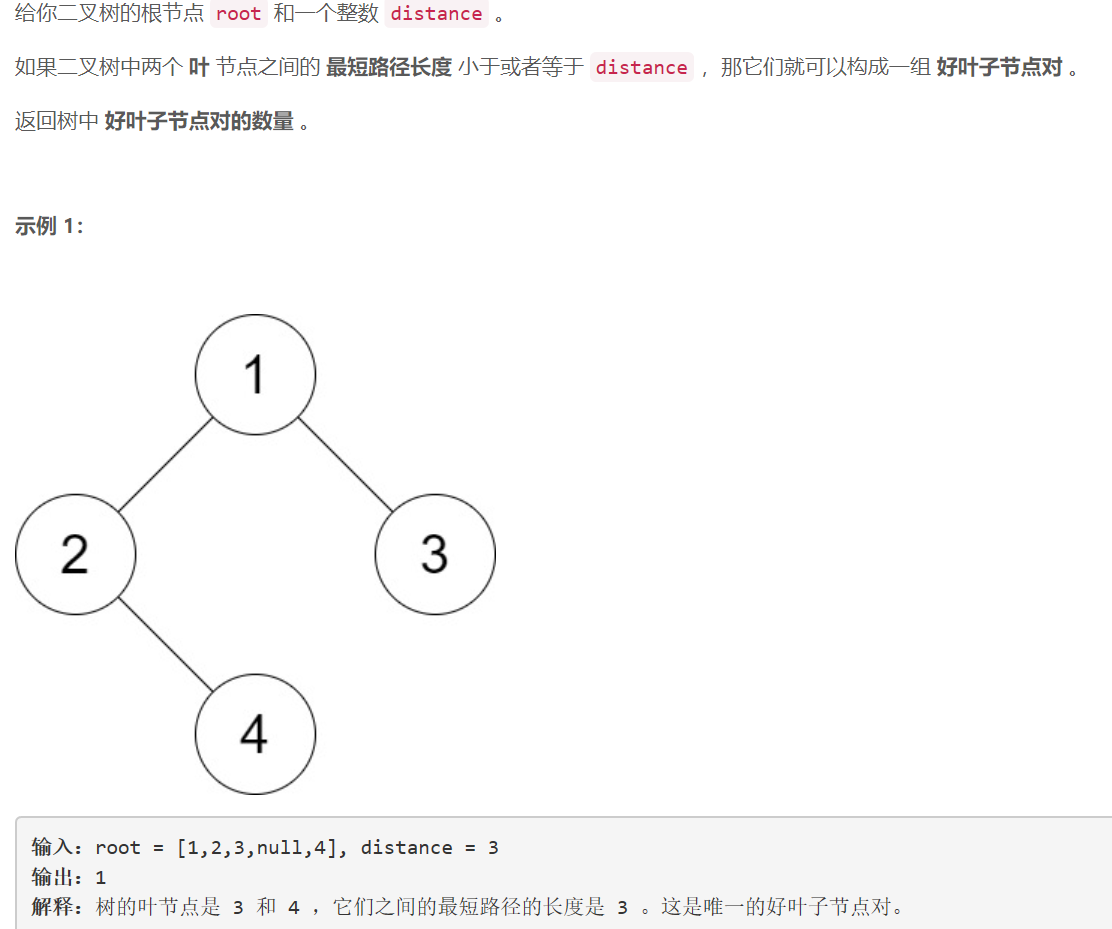 给你二叉树的根节点 root 和一个整数 distance 。
如果二叉树中两个 叶 节点之间的 最短路径长度 小于或者等于 distance ，那它们就可以构成一组 好叶子节点对 。
返回树中 好叶子节点对的数量 。
示例 1：
1
2
3
4
输入：root = [1,2,3,null,4], distance = 3
输出：1
解释：树的叶节点是 3 和 4 ，它们之间的最短路径的长度是 3 。这是唯一的好叶子节点对。